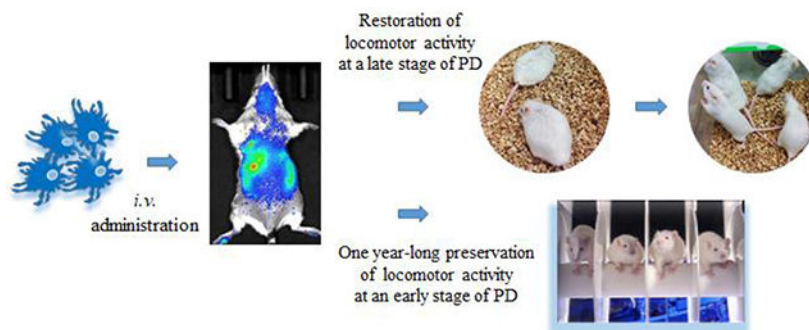 Restoration of
locomotor activity
at a late stage of PD
i.v.
administration
One year-long preservation
of locomotor activity
at an early stage of PD